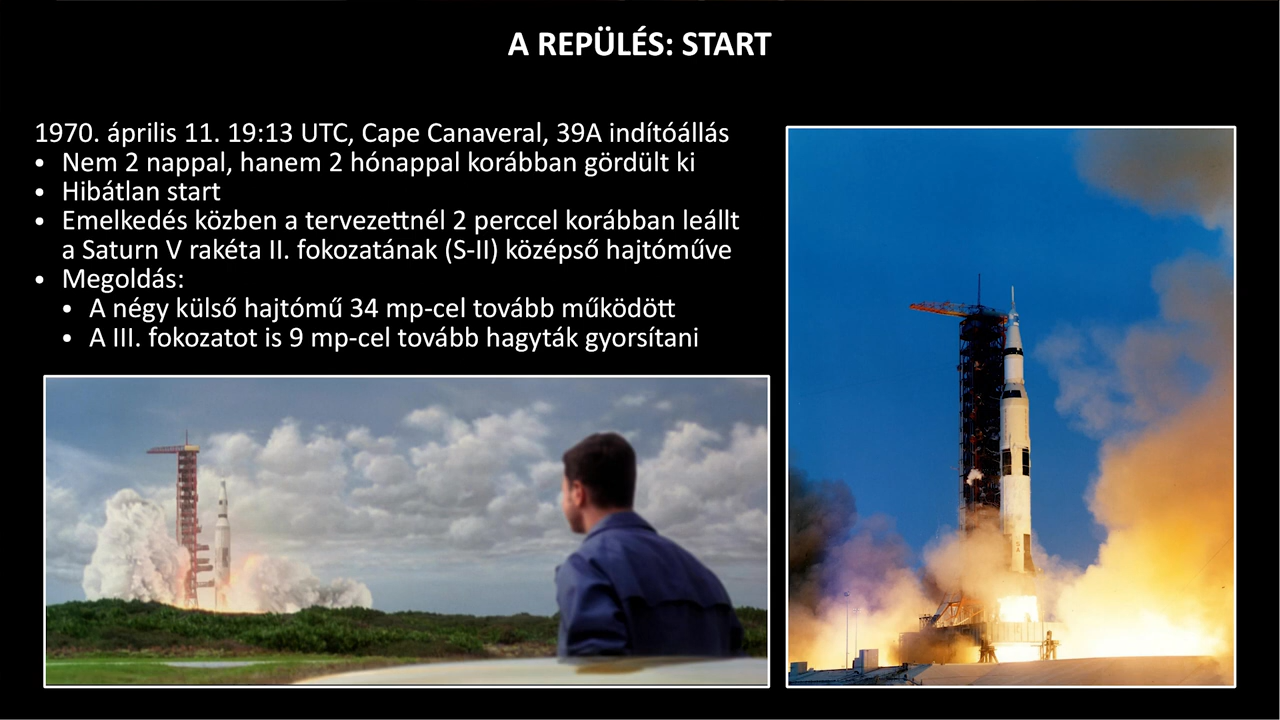 A REPÜLÉS: START
1970. április 11. 19:13 UTC, Cape Canaveral, 39A indítóállás
• Nem 2 nappal, hanem 2 hónappal korábban gördült ki
• Hibátlan start
• Emelkedés közben a tervezettnél 2 perccel korábban leállt
a Saturn V rakéta II. fokozatának (S-II) középső hajtóműve
• Megoldás:
• A négy külső hajtómű 34 mp-cel tovább működött
• A III. fokozatot is 9 mp-cel tovább hagyták gyorsítani